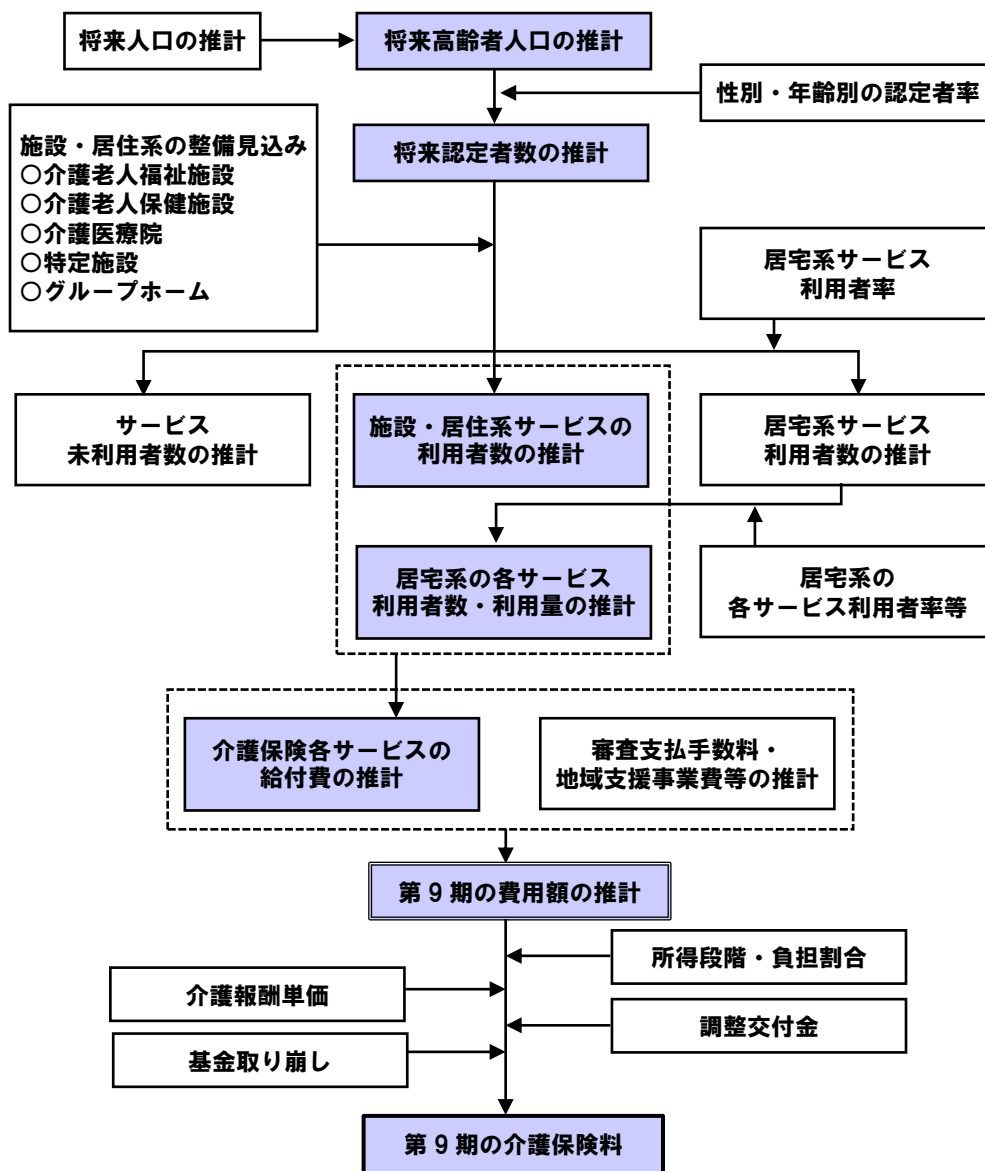 将来人口の推計
将来高齢者人口の推計
性別・年齢別の認定者率
施設・居住系の整備見込み
○介護老人福祉施設
○介護老人保健施設
○介護医療院
○特定施設
○グループホーム
将来認定者数の推計
居宅系サービス
利用者率
サービス
未利用者数の推計
施設・居住系サービスの
利用者数の推計
居宅系サービス
利用者数の推計
居宅系の各サービス
利用者数・利用量の推計
居宅系の
各サービス利用者率等
介護保険各サービスの
給付費の推計
審査支払手数料・
地域支援事業費等の推計
第9期の費用額の推計
所得段階・負担割合
介護報酬単価
調整交付金
基金取り崩し
第9期の介護保険料